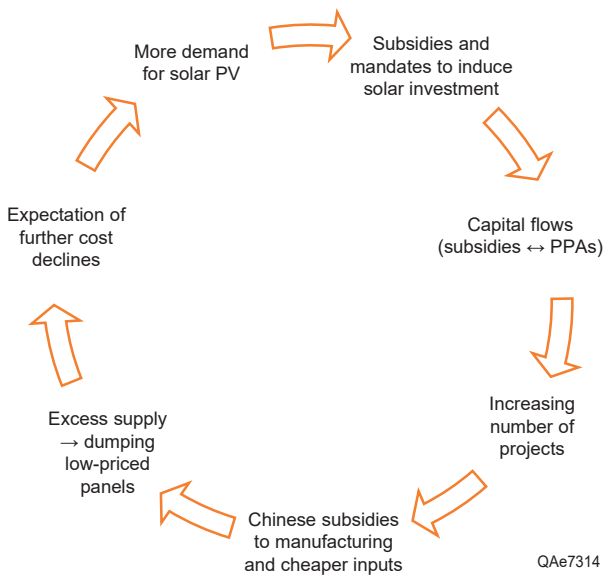 More demand
for solar PV
Subsidies and
mandates to induce
solar investment
Capital flows
(subsidies ↔ PPAs)
Increasing
number of
projects
Chinese subsidies
to manufacturing
and cheaper inputs
Excess supply
→ dumping
low-priced
panels
Expectation of
further cost
declines
QAe7314